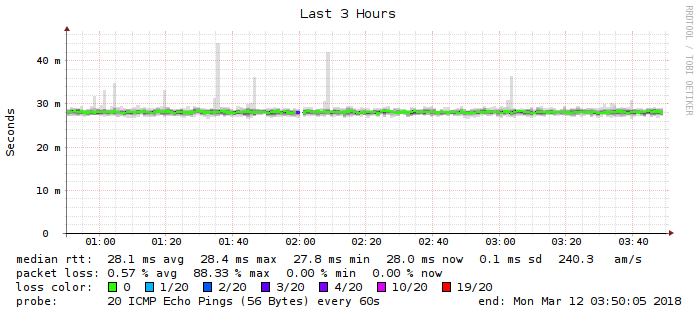 Last 3 Hours
RRDTOOL / TOBI OETIKER
Seconds
40 m
30 m
20 m
10 m
0
01:00 01:20 01:40 02:00 02:20 02:40 03:00 03:20 03:40
median rtt: 28.1 ms avg 28.4 ms max 27.8 ms min 28.0 ms now 0.1 ms sd 240.3 am/s
packet loss: 0.57 % avg 88.33 % max 0.00 % min 0.00 % now
loss color: 0 1/20 2/20 3/20 4/20 10/20 19/20
probe: 20 ICMP Echo Pings (56 Bytes) every 60s end: Mon Mar 12 03:50:05 2018